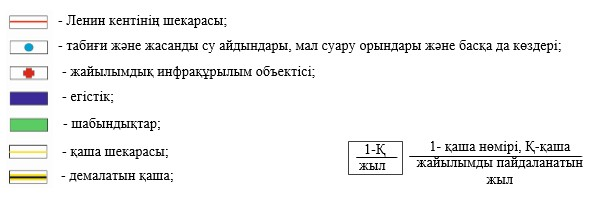 - Ленин кентінің шекарасы;
- табиғи және жасанды су айдындары, мал суару орындары және басқа да көздері;
- жайылымдық инфрақұрылым объектісі;
- егістік;
- шабындықтар;
- қаша шекарасы;
- демалатын қаша;
1-Қ
жыл
1- қаша нөмірі, Қ-қаша
жайылымды пайдаланатын
жыл